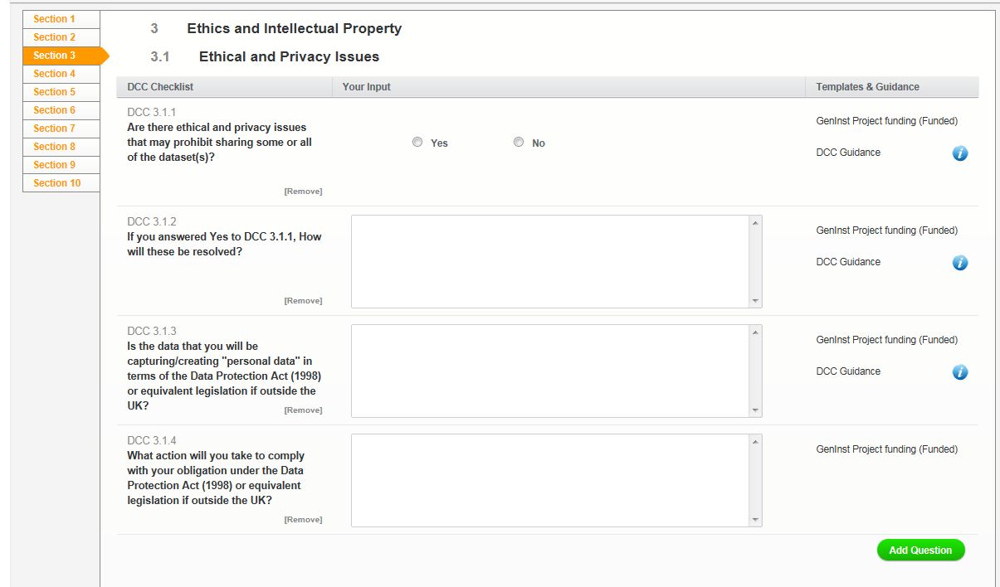 Section 1
Section 2
Section 3
Section 4
Section 5
Section 6
Section 7
Section 8
Section 9
Section 10
3 Ethics and Intellectual Property
3.1 Ethical and Privacy Issues
DCC Checklist Your Input Templates & Guidance
DCC 3.1.1
Are there ethical and privacy issues
that may prohibit sharing some or all
of the dataset(s)?
[Remove]
Yes No
GenInst Project funding (Funded)
DCC Guidance i
DCC 3.1.2
If you answered Yes to DCC 3.1.1, How
will these be resolved?
[Remove]
GenInst Project funding (Funded)
DCC Guidance i
DCC 3.1.3
Is the data that you will be
capturing/creating "personal data" in
terms of the Data Protection Act (1998)
or equivalent legislation if outside the
UK?
[Remove]
GenInst Project funding (Funded)
DCC Guidance i
DCC 3.1.4
What action will you take to comply
with your obligation under the Data
Protection Act (1998) or equivalent
legislation if outside the UK?
[Remove]
GenInst Project funding (Funded)
Add Question